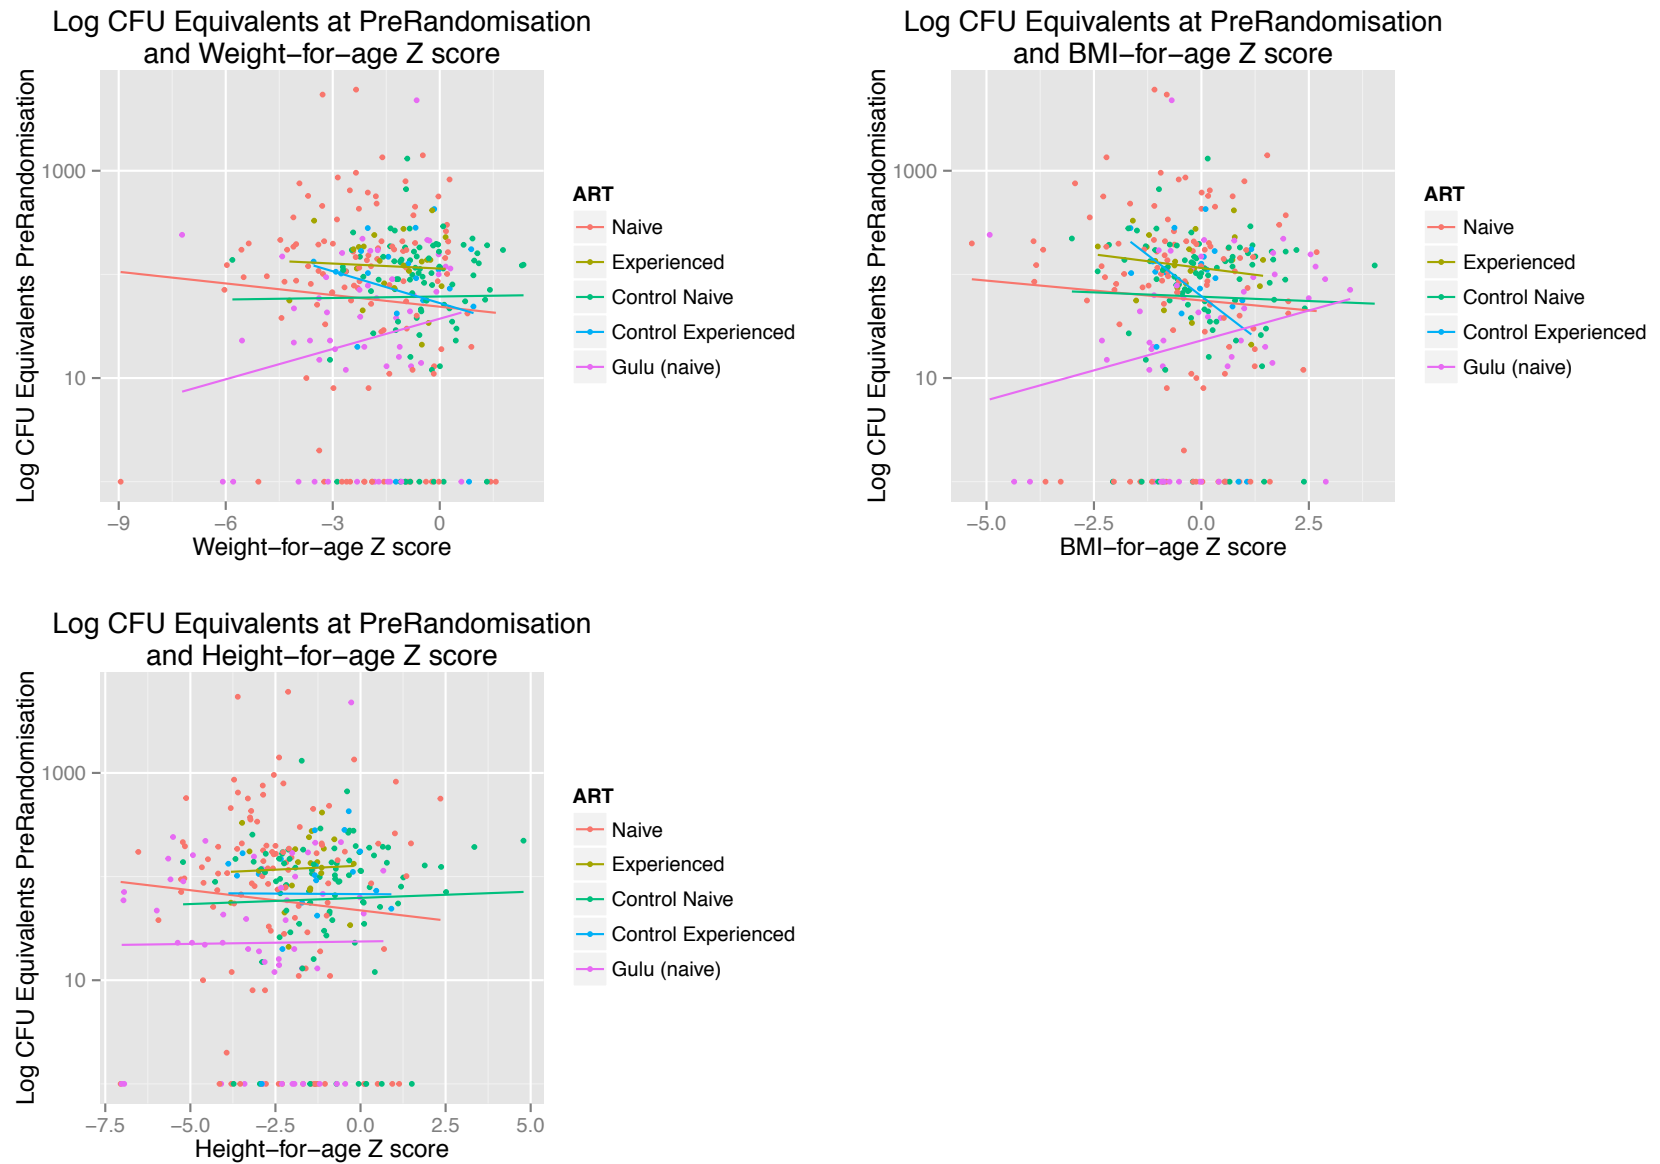 Log CFU Equivalents at PreRandomisation
and Weight−for−age Z score
Log CFU Equivalents PreRandomisation
1000
10
−9
−6
−3
0
Weight−for−age Z score
ART
Naive
Experienced
Control Naive
Control Experienced
Gulu (naive)
Log CFU Equivalents at PreRandomisation
and BMI−for−age Z score
Log CFU Equivalents PreRandomisation
1000
10
−5.0
−2.5
0.0
2.5
BMI−for−age Z score
ART
Naive
Experienced
Control Naive
Control Experienced
Gulu (naive)
Log CFU Equivalents at PreRandomisation
and Height−for−age Z score
Log CFU Equivalents PreRandomisation
1000
10
−7.5
−5.0
−2.5
0.0
2.5
5.0
Height−for−age Z score
ART
Naive
Experienced
Control Naive
Control Experienced
Gulu (naive)